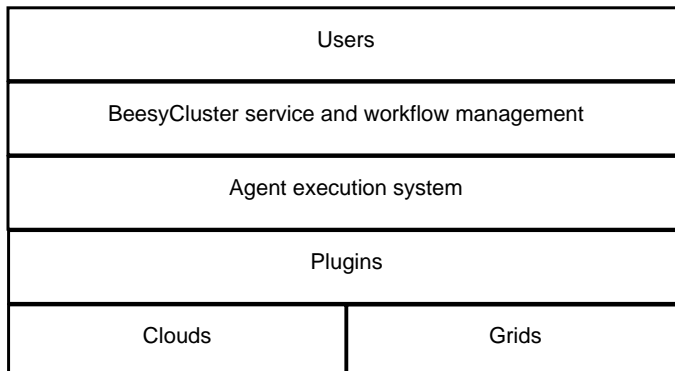 Users
BeesyCluster service and workflow management
Agent execution system
Plugins
Clouds
Grids